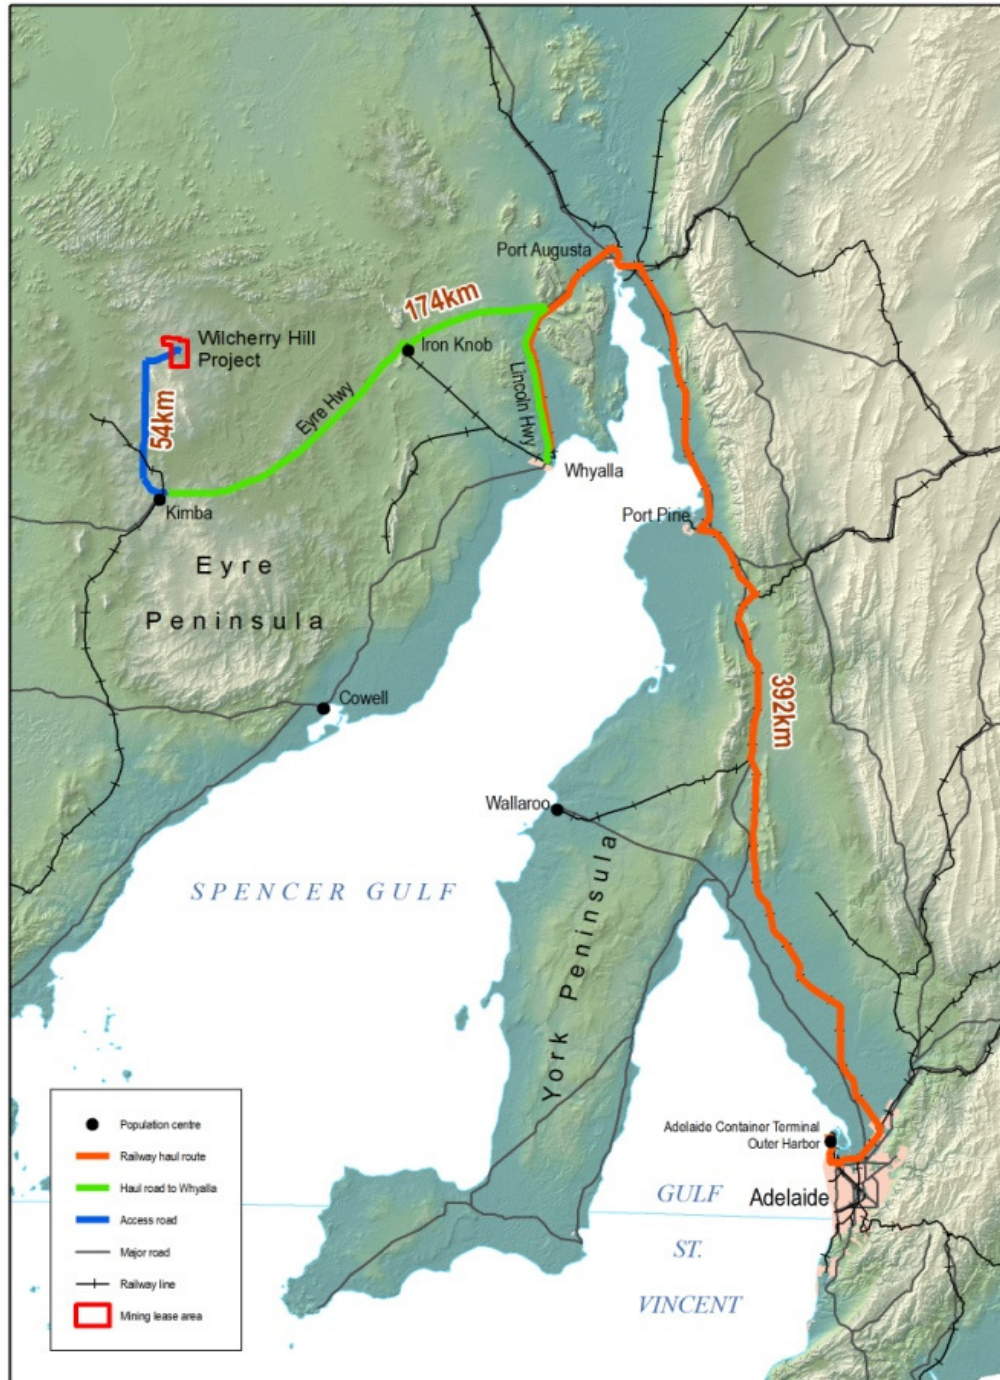 Port Augusta
174km
Wilcherry Hill
Project
Iron Knob
Eyre Hwy
Lincoln Hwy
54km
Whyalla
Kimba
Port Pirie
Eyre
Peninsula
392km
Cowell
Wallaroo
SPENCER GULF
York Peninsula
Adelaide Container Terminal
Outer Harbor
Adelaide
GULF
ST.
VINCENT
Population centre
Railway haul route
Haul road to Whyalla
Access road
Major road
Railway line
Mining lease area